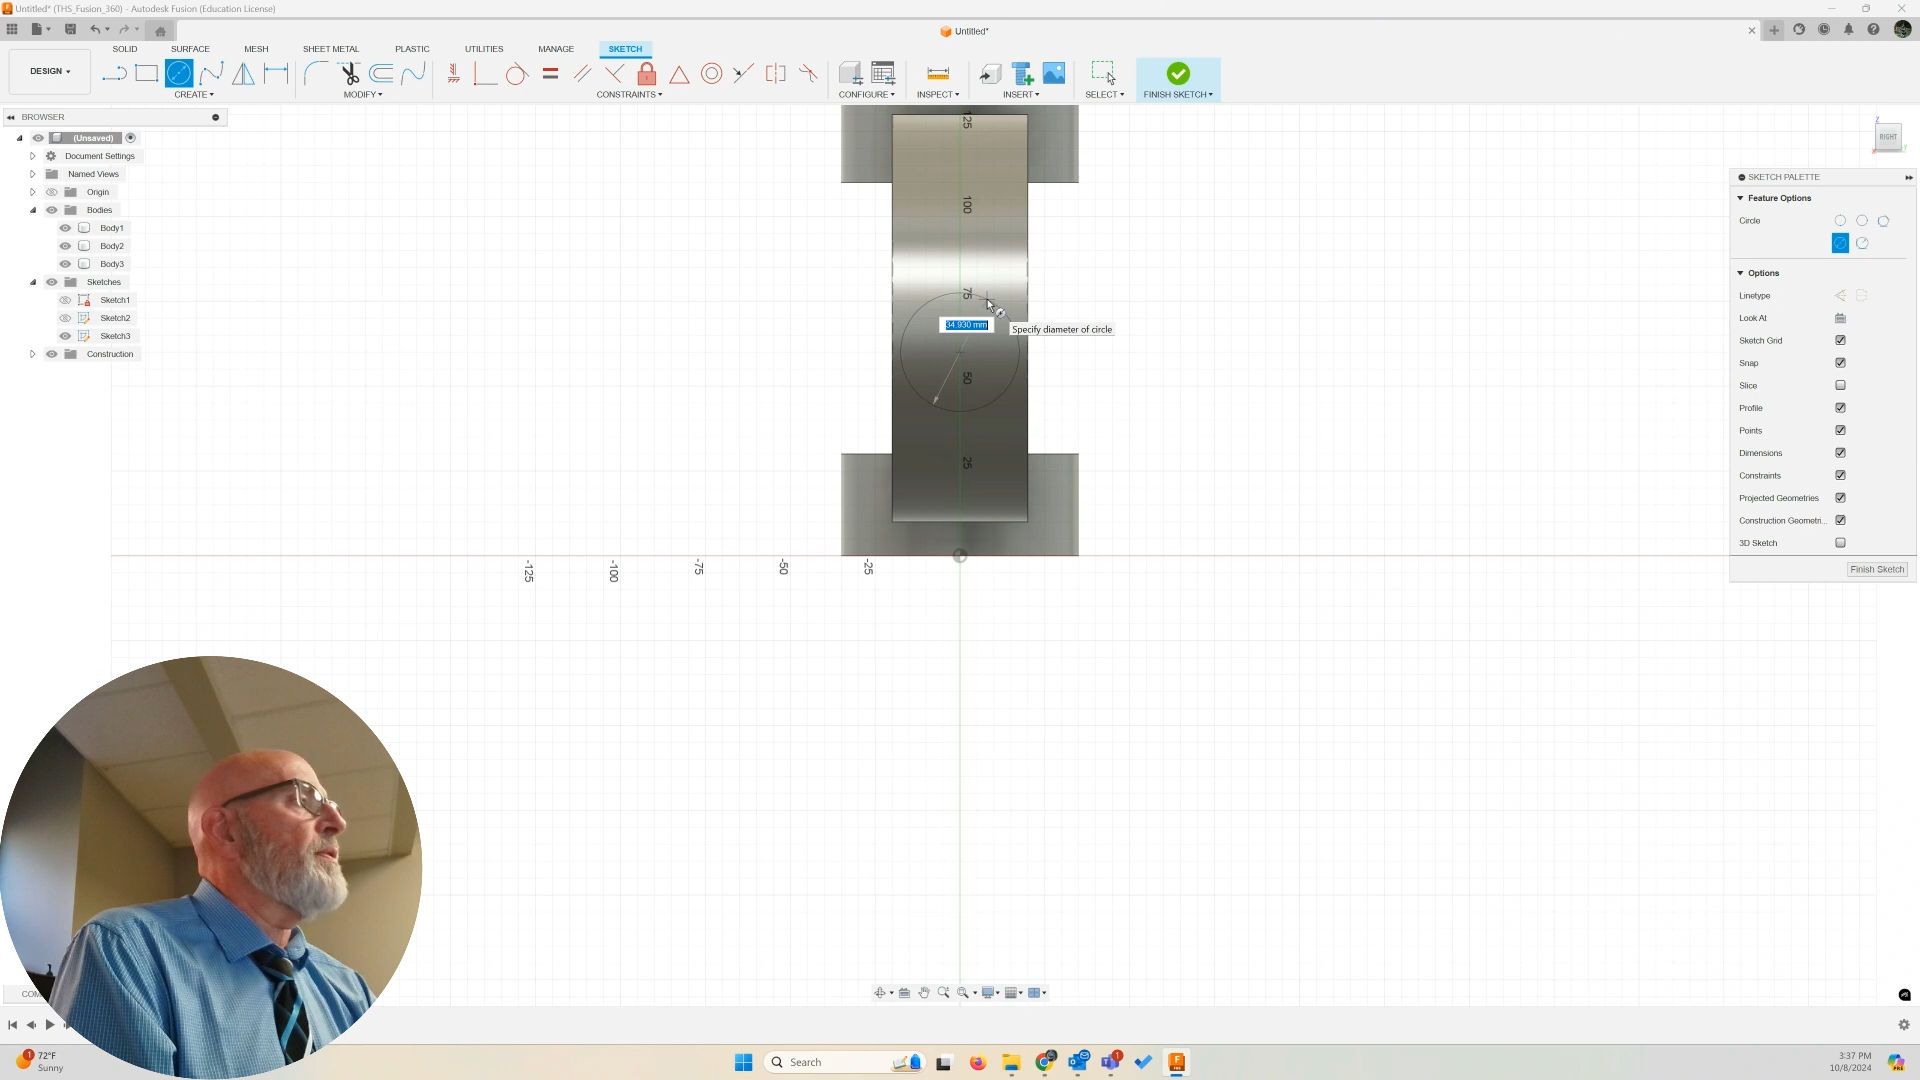 Untitled* (THS_Fusion_360) - Autodesk Fusion (Education License)
Untitled*
DESIGN
SOLID
SURFACE
MESH
SHEET METAL
PLASTIC
UTILITIES
MANAGE
SKETCH
CREATE
MODIFY
CONSTRAINTS
CONFIGURE
INSPECT
INSERT
SELECT
FINISH SKETCH
BROWSER
(Unsaved)
Document Settings
Named Views
Origin
Bodies
Body1
Body2
Body3
Sketches
Sketch1
Sketch2
Sketch3
Construction
125
100
75
50
25
34.930 mm
Specify diameter of circle
-125
-100
-75
-50
-25
Z
RIGHT
SKETCH PALETTE
Feature Options
Circle
Options
Linetype
Look At
Sketch Grid
Snap
Slice
Profile
Points
Dimensions
Constraints
Projected Geometries
Construction Geometri...
3D Sketch
Finish Sketch
1
72°F
Sunny
Search
1
3:37 PM
10/8/2024